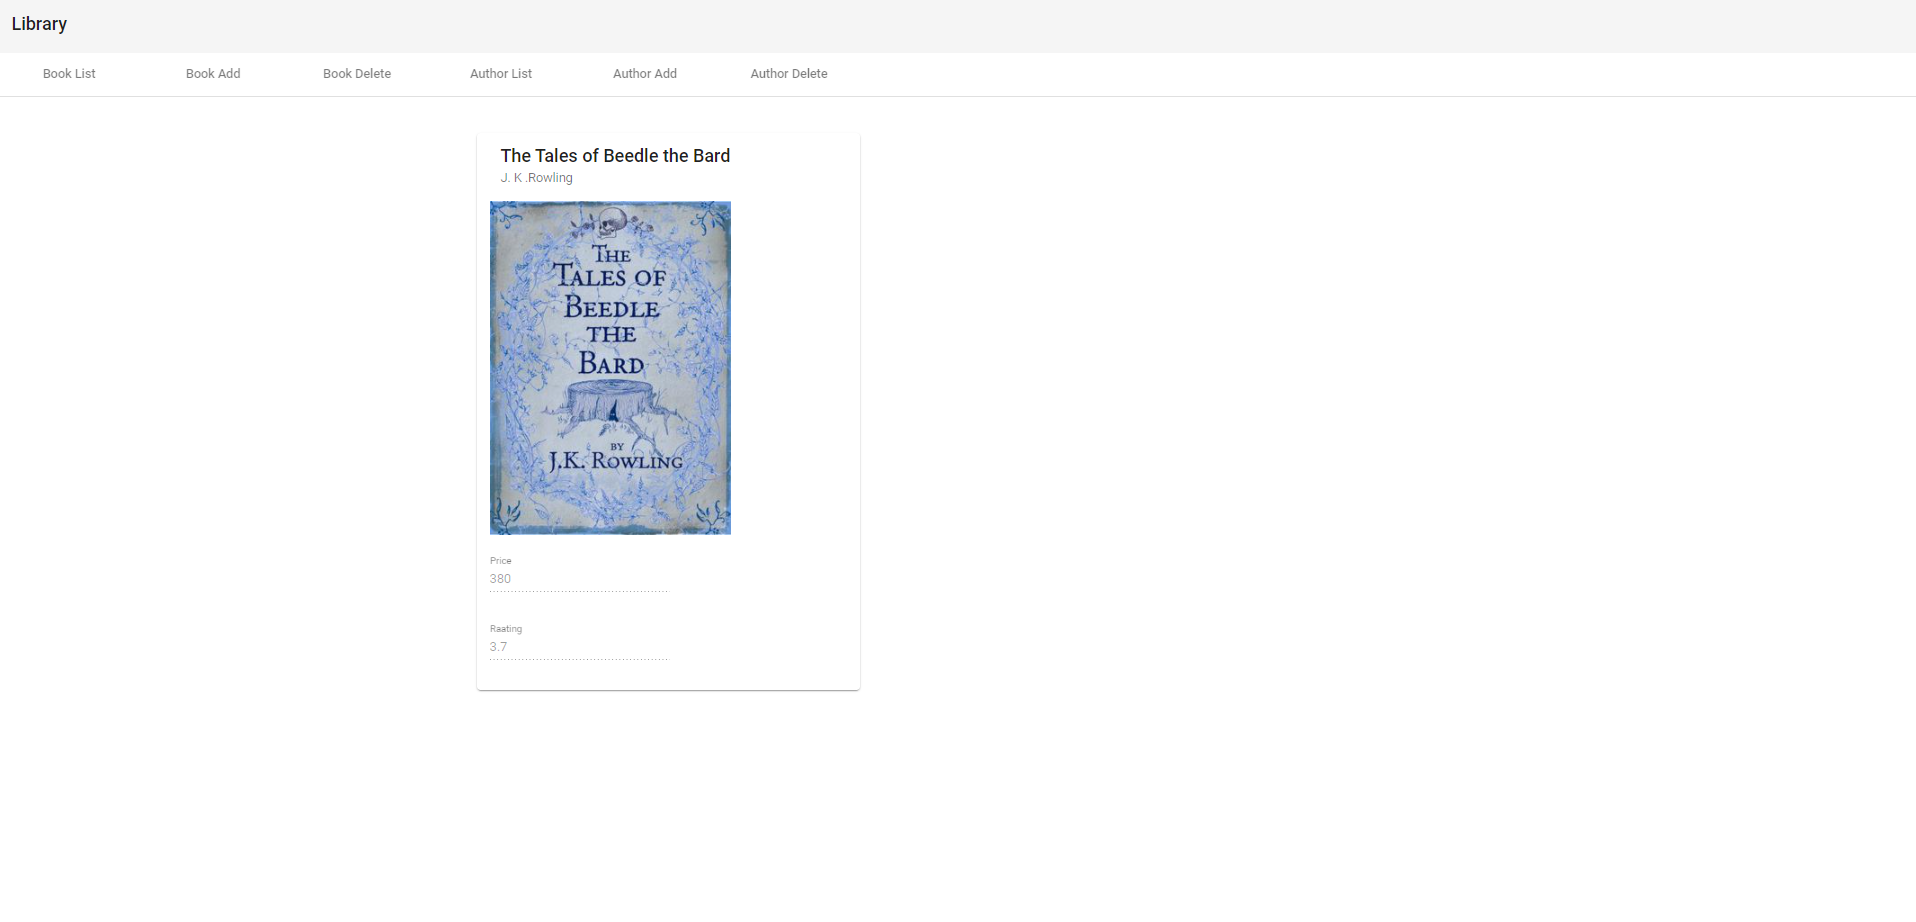 Library
Book List Book Add Book Delete Author List Author Add Author Delete
The Tales of Beedle the Bard
J. K .Rowling
THE
TALES OF
BEEDLE
THE
BARD
BY
J.K. ROWLING
Price
380
Raating
3.7